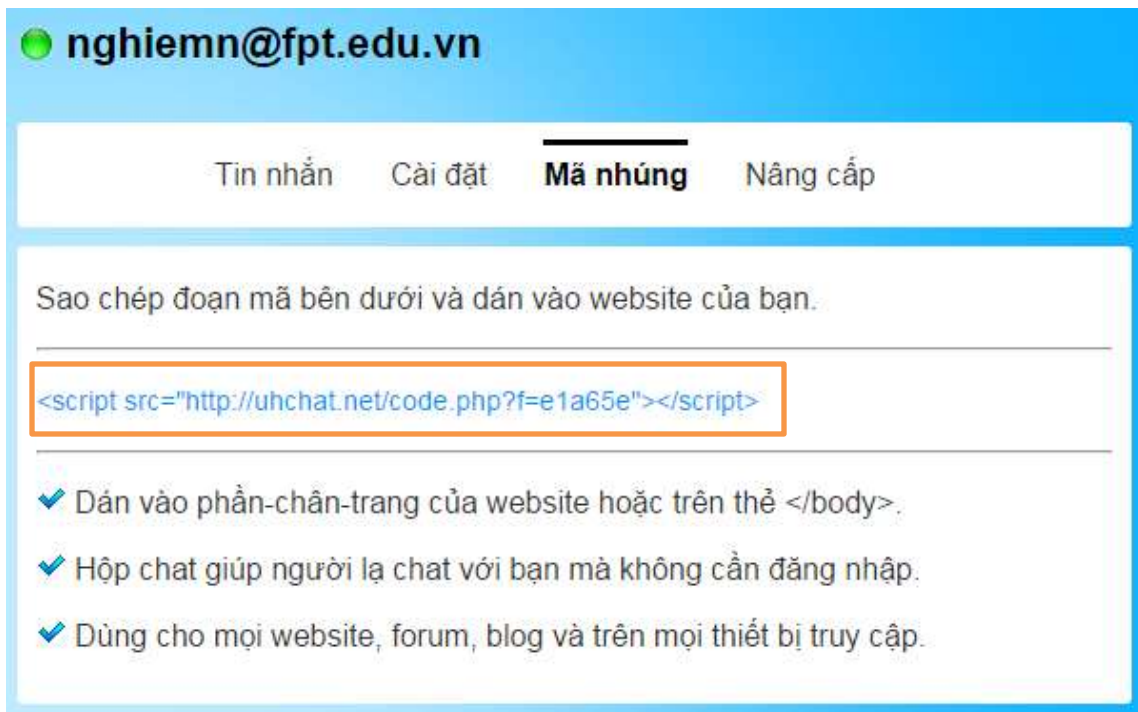 nghiemn@fpt.edu.vn
Tin nhắn Cài đặt Mã nhúng Nâng cấp
Sao chép đoạn mã bên dưới và dán vào website của bạn.
<script src="http://uhchat.net/code.php?f=e1a65e"></script>
Dán vào phần-chân-trang của website hoặc trên thẻ </body>.
Hộp chat giúp người lạ chat với bạn mà không cần đăng nhập.
Dùng cho mọi website, forum, blog và trên mọi thiết bị truy cập.